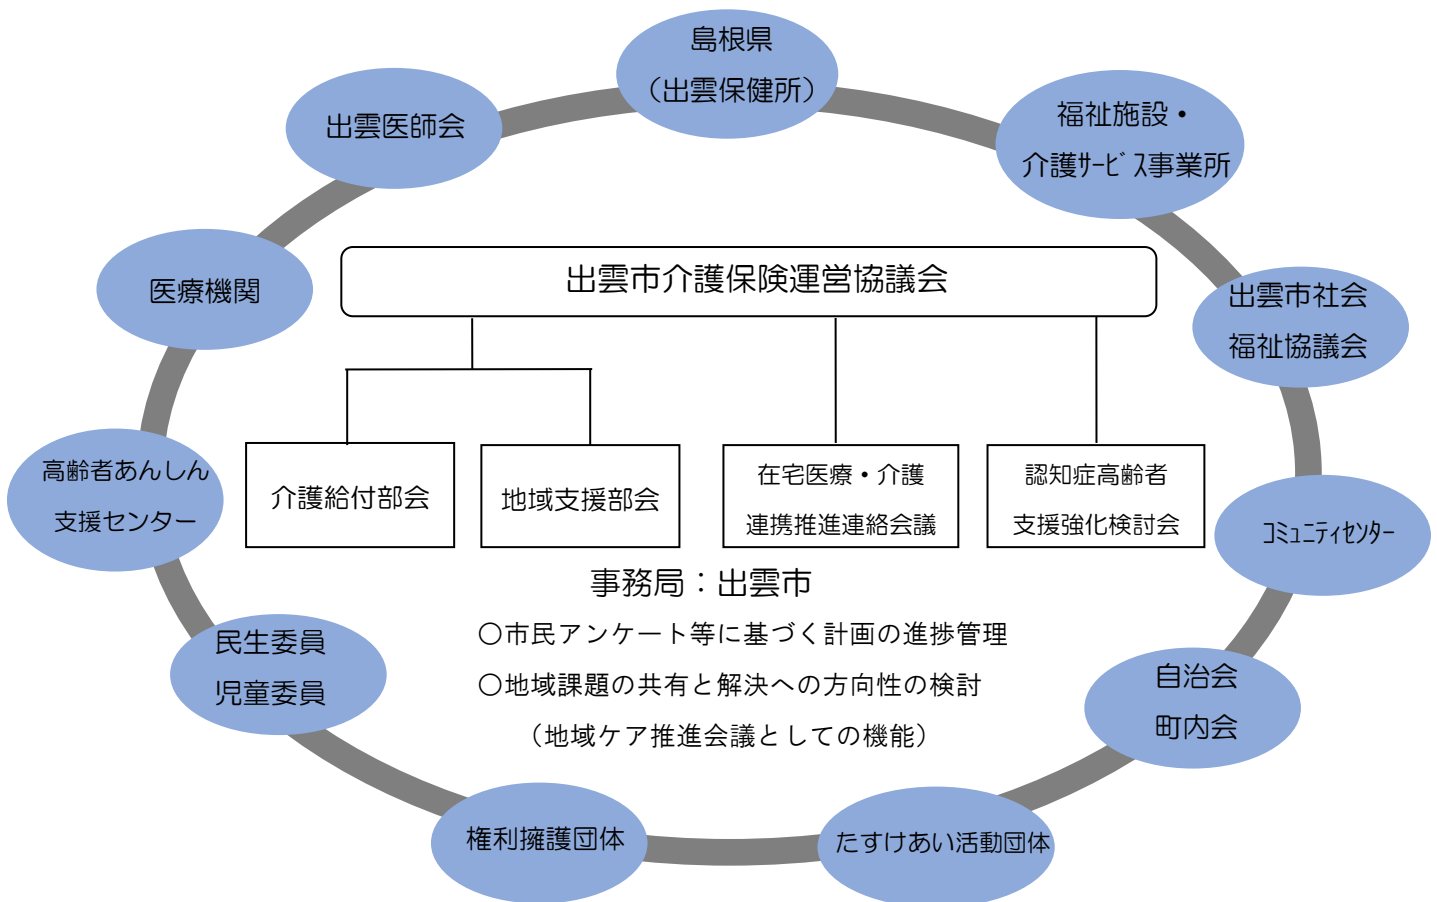 島根県
（出雲保健所）
出雲医師会
福祉施設・
介護ｻｰﾋﾞｽ事業所
医療機関
出雲市介護保険運営協議会
出雲市社会
福祉協議会
高齢者あんしん
支援センター
介護給付部会
地域支援部会
在宅医療・介護
連携推進連絡会議
認知症高齢者
支援強化検討会
ｺﾐｭﾆﾃｨｾﾝﾀｰ
事務局：出雲市
〇市民アンケート等に基づく計画の進捗管理
〇地域課題の共有と解決への方向性の検討
（地域ケア推進会議としての機能）
民生委員
児童委員
自治会
町内会
権利擁護団体
たすけあい活動団体